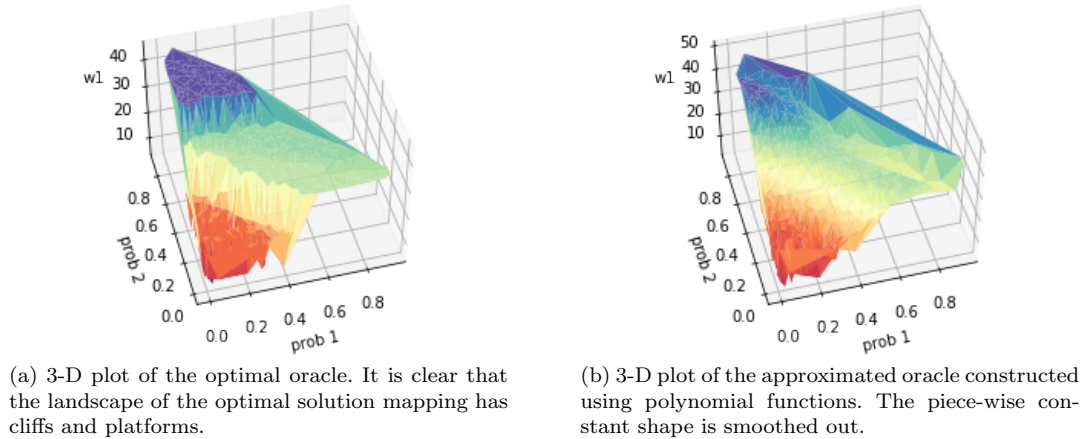 40
w1
30
20
10
0.8
0.6
0.4
0.2
0.0
prob 2
0.0
0.2
0.4
0.6
0.8
prob 1
(a) 3-D plot of the optimal oracle. It is clear that
the landscape of the optimal solution mapping has
cliffs and platforms.
50
40
w1
30
20
10
0.8
0.6
0.4
0.2
0.0
prob 2
0.0
0.2
0.4
0.6
0.8
prob 1
(b) 3-D plot of the approximated oracle constructed
using polynomial functions. The piece-wise con-
stant shape is smoothed out.